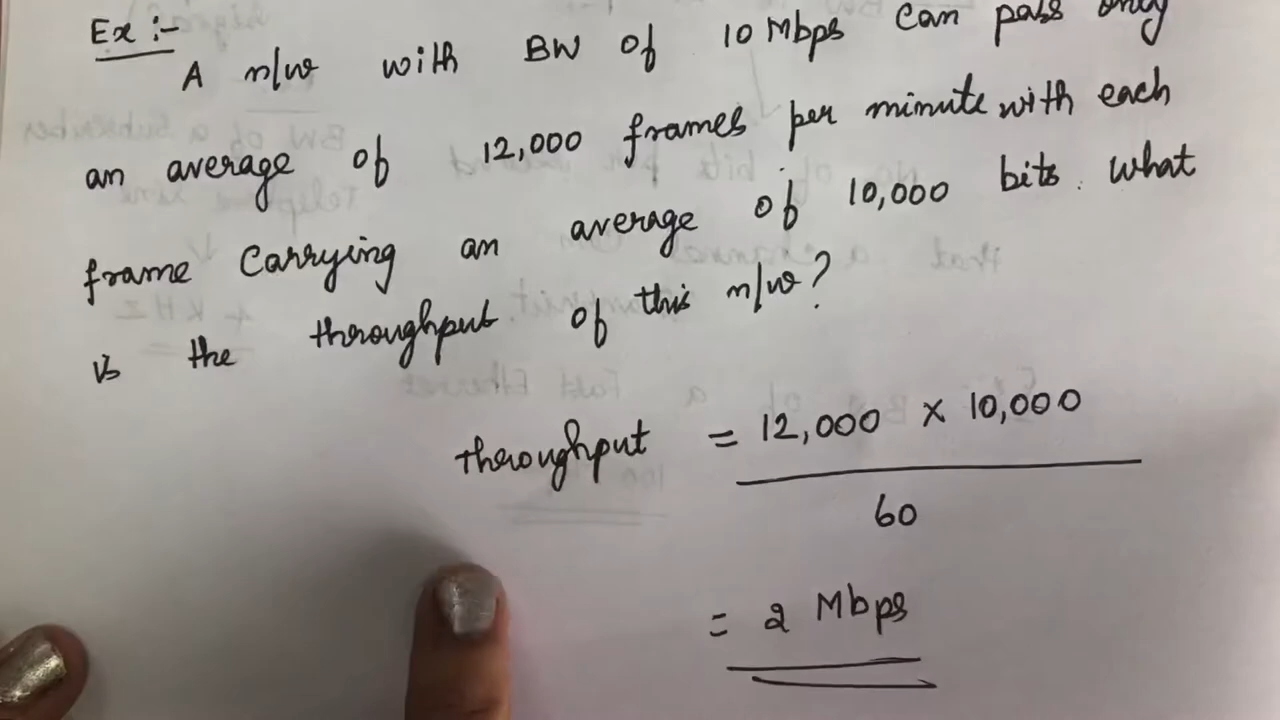 Ex :-
A n/w with BW of 10 Mbps can pass only
an average of 12,000 frames per minute with each
frame carrying an average of 10,000 bits. what
is the throughput of this n/w?
throughput = 12,000 x 10,000
60
= 2 Mbps